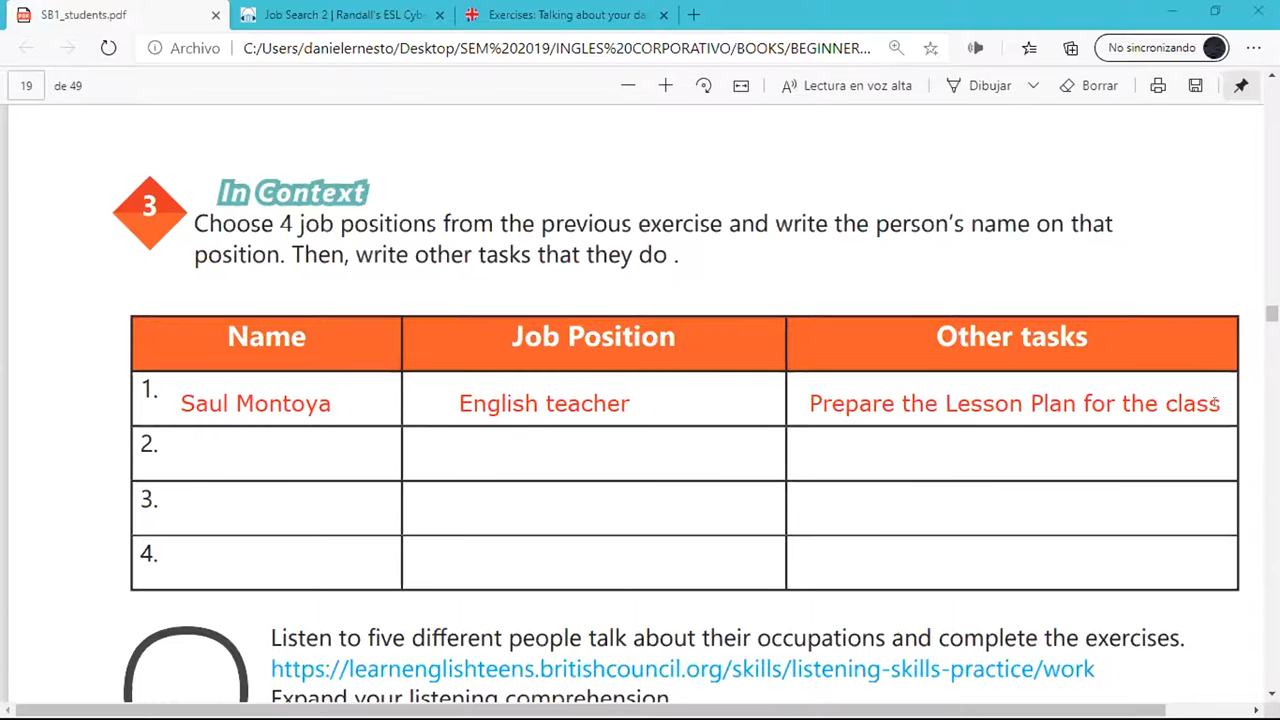 SB1_students.pdf
Job Search 2 | Randall's ESL Cyb
Exercises: Talking about your da
Archivo
C:/Users/danielernesto/Desktop/SEM%202019/INGLES%20CORPORATIVO/BOOKS/BEGINNER...
No sincronizando
19 de 49
Lectura en voz alta
Dibujar
Borrar
3
In Context
Choose 4 job positions from the previous exercise and write the person's name on that
position. Then, write other tasks that they do .
Name Job Position Other tasks
1. Saul Montoya English teacher Prepare the Lesson Plan for the class
2.
3.
4.
Listen to five different people talk about their occupations and complete the exercises.
https://learnenglishteens.britishcouncil.org/skills/listening-skills-practice/work
Expand your listening comprehension